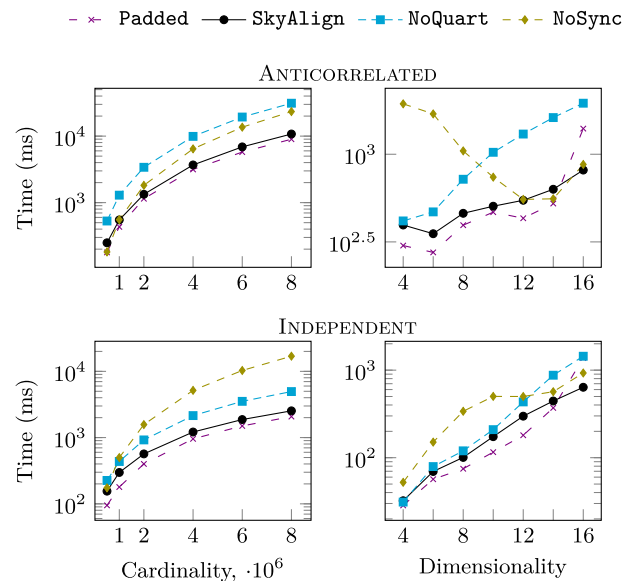 Padded SkyAlign NoQuart NoSync
ANTICORRELATED
Time (ms)
10^4
10^3
1 2 4 6 8
10^3
10^2.5
4 8 12 16
INDEPENDENT
Time (ms)
10^4
10^3
10^2
1 2 4 6 8
Cardinality, ·10^6
10^3
10^2
4 8 12 16
Dimensionality